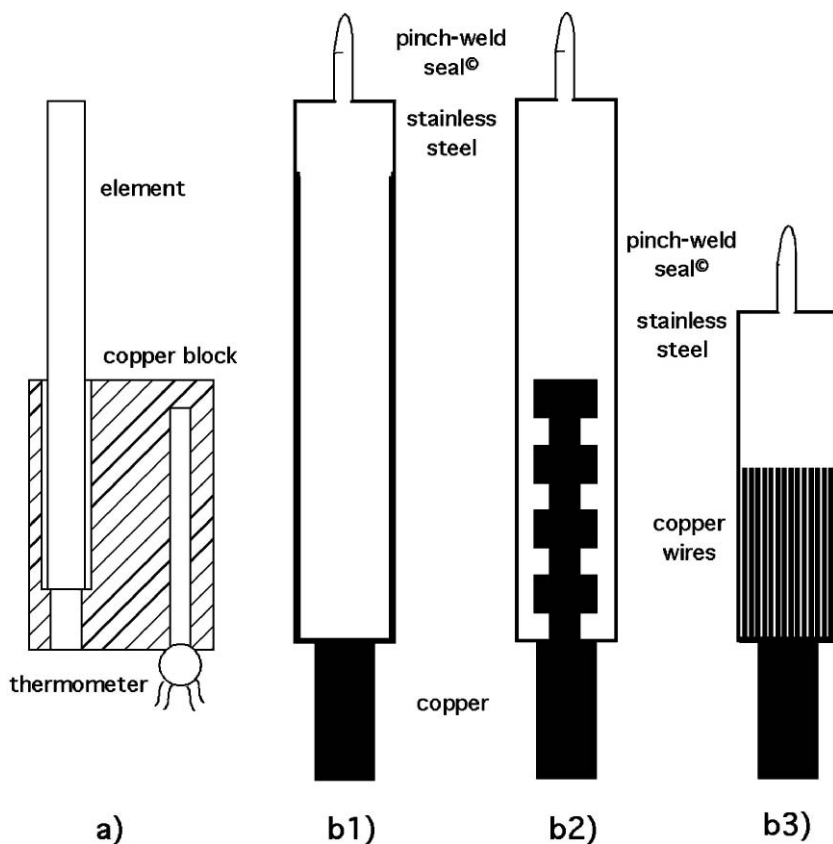 pinch-weld
seal©
stainless
steel
element
pinch-weld
seal©
copper block
stainless
steel
copper
wires
thermometer
copper
a)
b1)
b2)
b3)